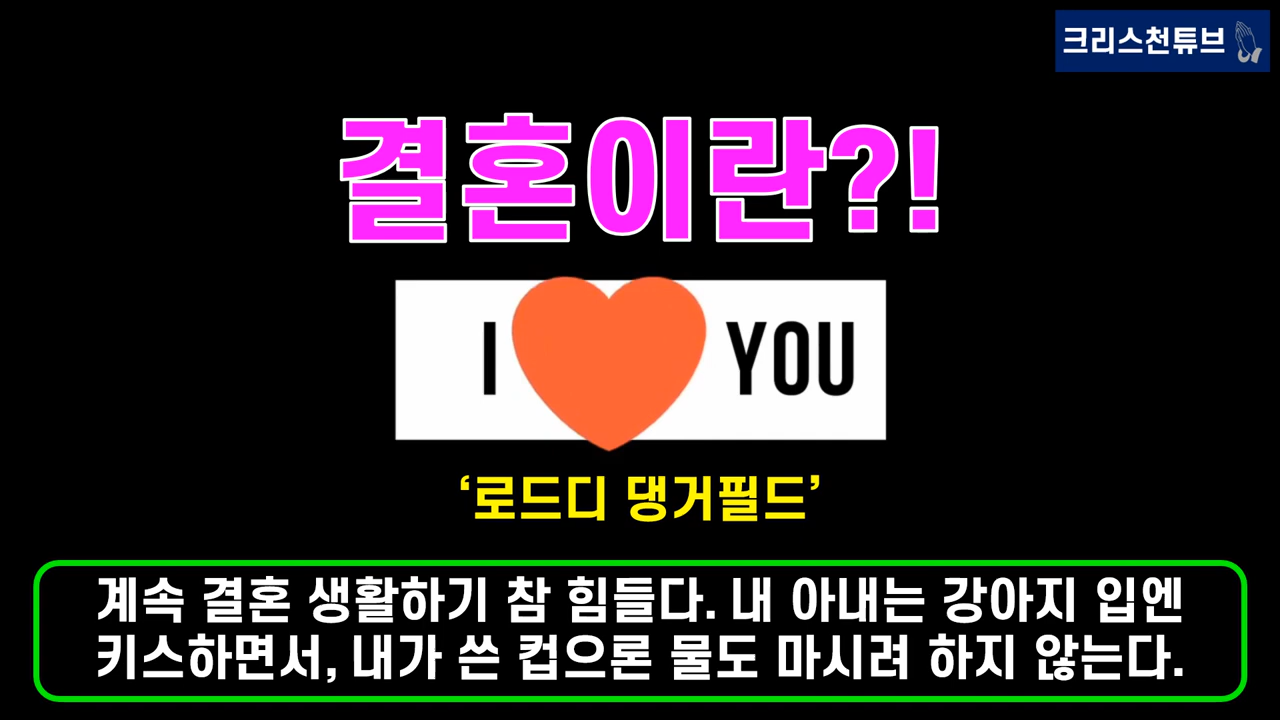 크리스천튜브
결혼이란?!
I YOU
‘로드디 댕거필드’
계속 결혼 생활하기 참 힘들다. 내 아내는 강아지 입엔
키스하면서, 내가 쓴 컵으론 물도 마시려 하지 않는다.